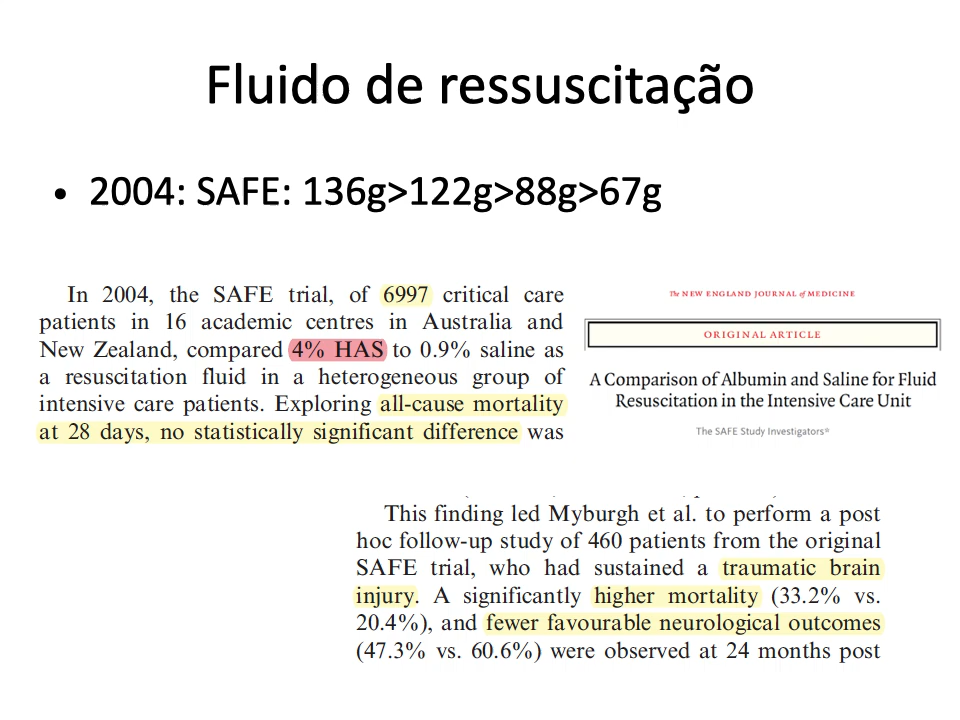 Fluido de ressuscitação
• 2004: SAFE: 136g>122g>88g>67g
In 2004, the SAFE trial, of 6997 critical care
patients in 16 academic centres in Australia and
New Zealand, compared 4% HAS to 0.9% saline as
a resuscitation fluid in a heterogeneous group of
intensive care patients. Exploring all-cause mortality
at 28 days, no statistically significant difference was
The NEW ENGLAND JOURNAL of MEDICINE
ORIGINAL ARTICLE
A Comparison of Albumin and Saline for Fluid
Resuscitation in the Intensive Care Unit
The SAFE Study Investigators*
This finding led Myburgh et al. to perform a post
hoc follow-up study of 460 patients from the original
SAFE trial, who had sustained a traumatic brain
injury. A significantly higher mortality (33.2% vs.
20.4%), and fewer favourable neurological outcomes
(47.3% vs. 60.6%) were observed at 24 months post